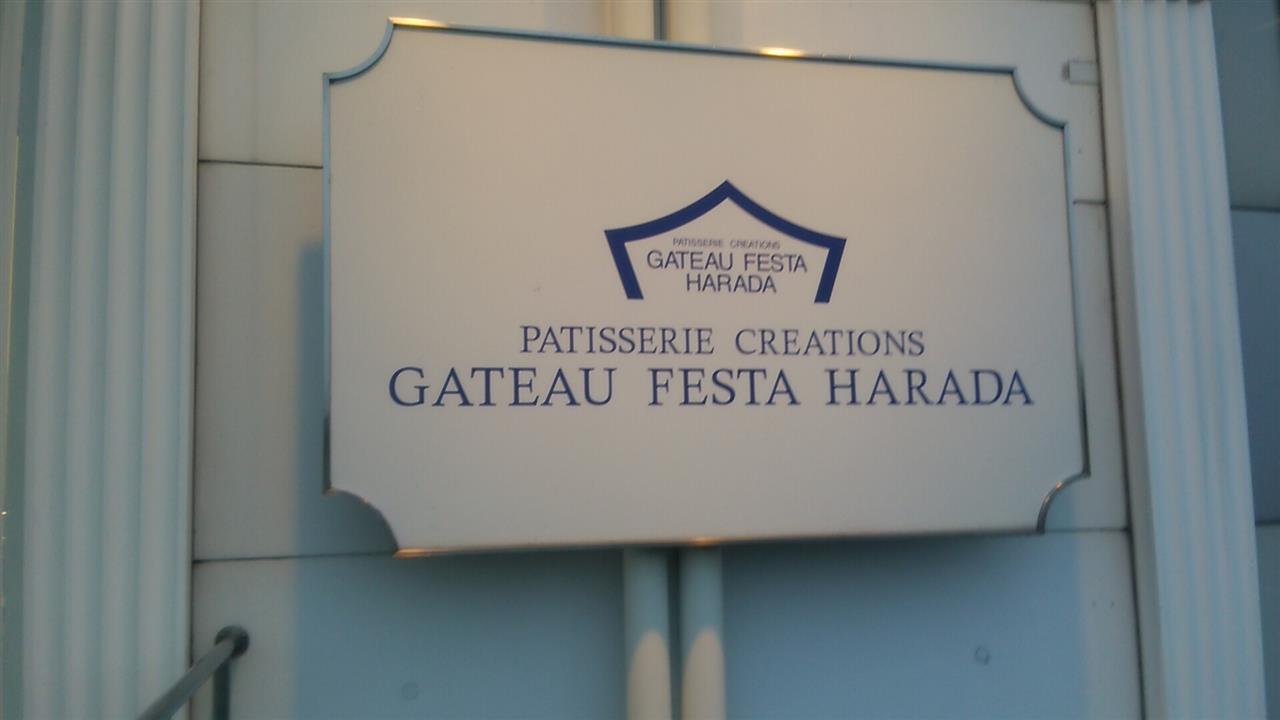 PATISSERIE CREATIONS
GATEAU FESTA
HARADA
PATISSERIE CREATIONS
GATEAU FESTA HARADA